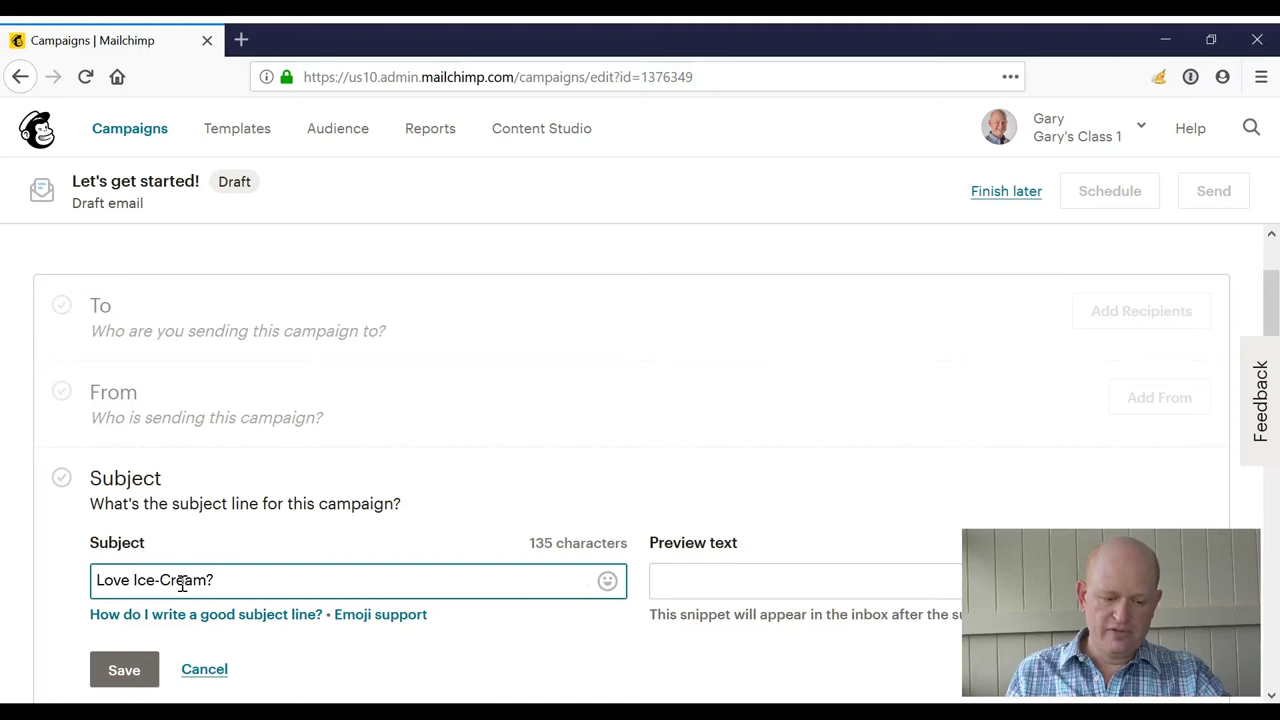 Campaigns | Mailchimp
https://us10.admin.mailchimp.com/campaigns/edit?id=1376349
Campaigns
Templates
Audience
Reports
Content Studio
Gary
Gary's Class 1
Help
Let's get started!
Draft
Draft email
Finish later
Schedule
Send
To
Who are you sending this campaign to?
Add Recipients
From
Who is sending this campaign?
Add From
Feedback
Subject
What's the subject line for this campaign?
Subject
135 characters
Preview text
Love Ice-Cream?
How do I write a good subject line? • Emoji support
This snippet will appear in the inbox after the
Save
Cancel